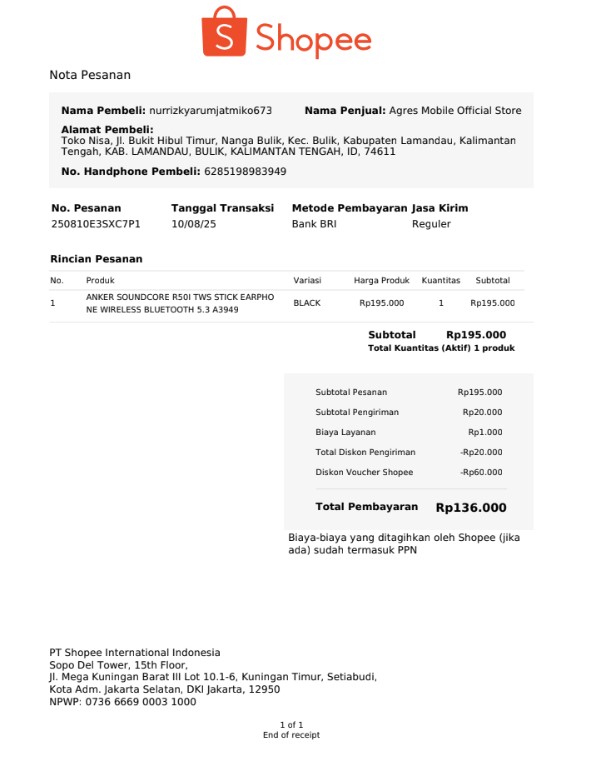 Shopee
Nota Pesanan
Nama Pembeli: nurrizkyarumjatmiko673 Nama Penjual: Agres Mobile Official Store
Alamat Pembeli:
Toko Nisa, Jl. Bukit Hibul Timur, Nanga Bulik, Kec. Bulik, Kabupaten Lamandau, Kalimantan
Tengah, KAB. LAMANDAU, BULIK, KALIMANTAN TENGAH, ID, 74611
No. Handphone Pembeli: 6285198983949
No. Pesanan Tanggal Transaksi Metode Pembayaran Jasa Kirim
250810E3SXC7P1 10/08/25 Bank BRI Reguler
Rincian Pesanan
No. Produk Variasi Harga Produk Kuantitas Subtotal
1 ANKER SOUNDCORE R50I TWS STICK EARPHO BLACK Rp195.000 1 Rp195.000
NE WIRELESS BLUETOOTH 5.3 A3949
Subtotal Rp195.000
Total Kuantitas (Aktif) 1 produk
Subtotal Pesanan Rp195.000
Subtotal Pengiriman Rp20.000
Biaya Layanan Rp1.000
Total Diskon Pengiriman -Rp20.000
Diskon Voucher Shopee -Rp60.000
Total Pembayaran Rp136.000
Biaya-biaya yang ditagihkan oleh Shopee (jika
ada) sudah termasuk PPN
PT Shopee International Indonesia
Sopo Del Tower, 15th Floor,
Jl. Mega Kuningan Barat III Lot 10.1-6, Kuningan Timur, Setiabudi,
Kota Adm. Jakarta Selatan, DKI Jakarta, 12950
NPWP: 0736 6669 0003 1000
1 of 1
End of receipt